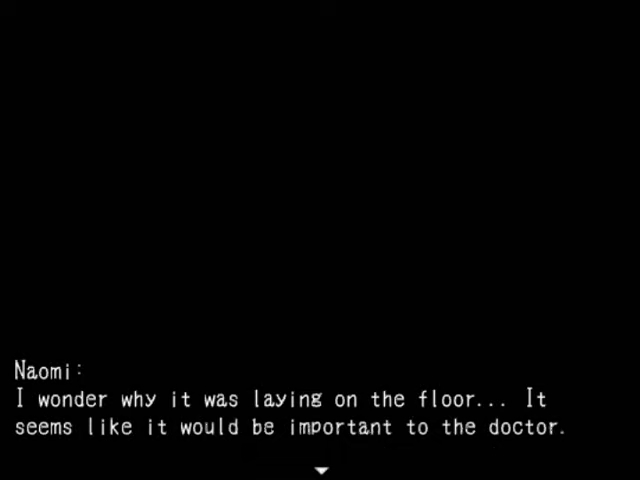 Naomi:
I wonder why it was laying on the floor... It
seems like it would be important to the doctor.